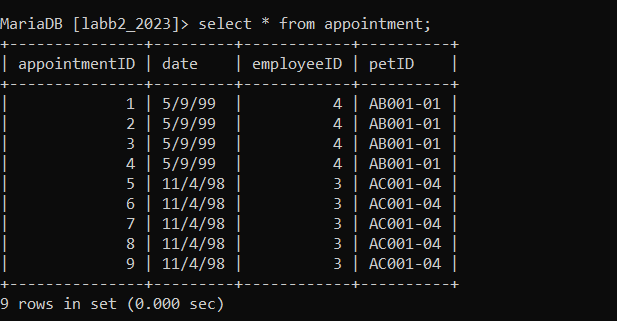 MariaDB [labb2_2023]> select * from appointment;
+---------------+---------+------------+----------+
| appointmentID | date    | employeeID | petID    |
+---------------+---------+------------+----------+
|             1 | 5/9/99  |          4 | AB001-01 |
|             2 | 5/9/99  |          4 | AB001-01 |
|             3 | 5/9/99  |          4 | AB001-01 |
|             4 | 5/9/99  |          4 | AB001-01 |
|             5 | 11/4/98 |          3 | AC001-04 |
|             6 | 11/4/98 |          3 | AC001-04 |
|             7 | 11/4/98 |          3 | AC001-04 |
|             8 | 11/4/98 |          3 | AC001-04 |
|             9 | 11/4/98 |          3 | AC001-04 |
+---------------+---------+------------+----------+
9 rows in set (0.000 sec)